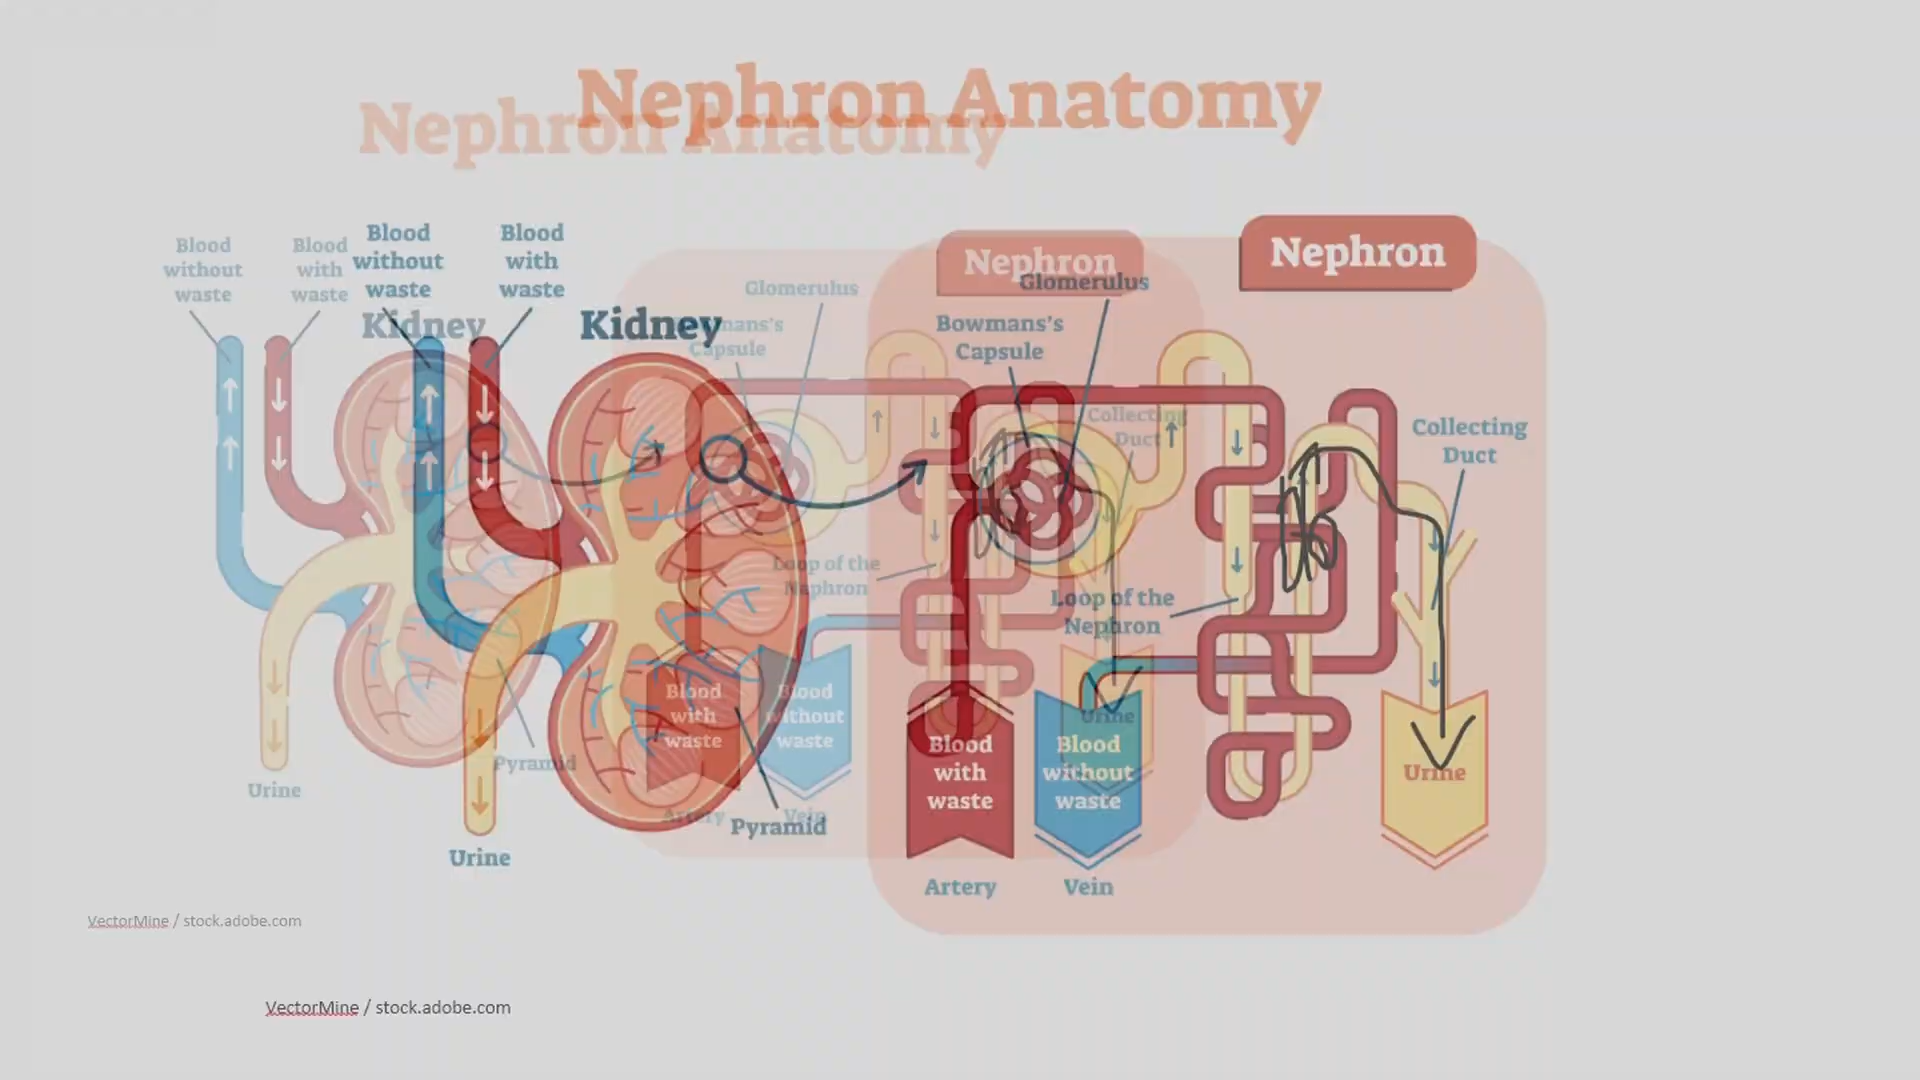 Nephron Anatomy
Nephron Anatomy
Blood
without
waste
Blood
with
waste
Blood
without
waste
Blood
with
waste
Kidney
Kidney
Nephron
Nephron
Glomerulus
Bowmans's
Capsule
Glomerulus
Bowmans's
Capsule
Collecting
Duct
Collecting
Duct
Loop of the
Nephron
Loop of the
Nephron
Blood
with
waste
Blood
without
waste
Urine
Artery
Vein
Blood
with
waste
Blood
without
waste
Urine
Artery
Vein
Pyramid
Urine
Pyramid
Urine
VectorMine / stock.adobe.com
VectorMine / stock.adobe.com